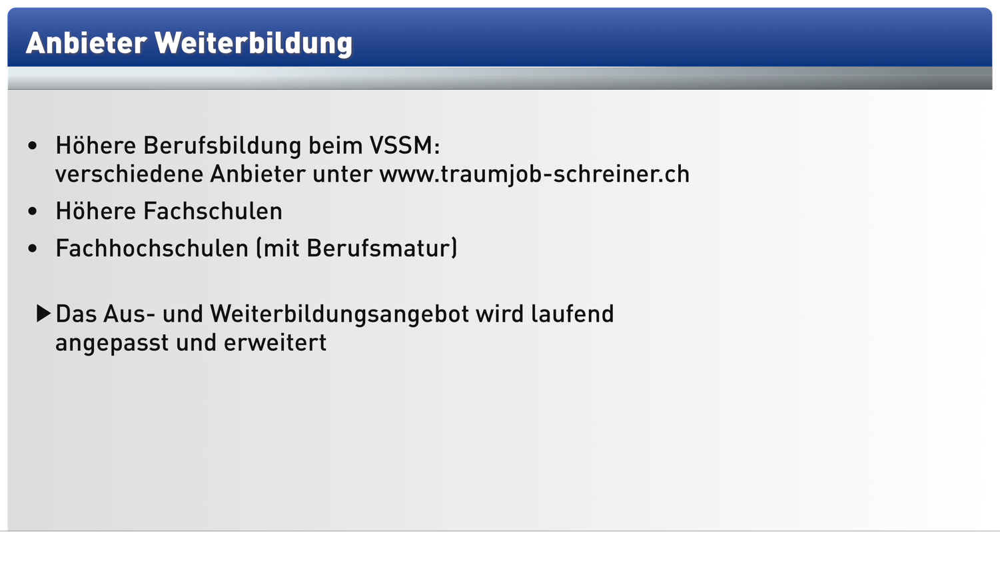 Anbieter Weiterbildung
• Höhere Berufsbildung beim VSSM:
verschiedene Anbieter unter www.traumjob-schreiner.ch
• Höhere Fachschulen
• Fachhochschulen (mit Berufsmatur)
▶ Das Aus- und Weiterbildungsangebot wird laufend
angepasst und erweitert